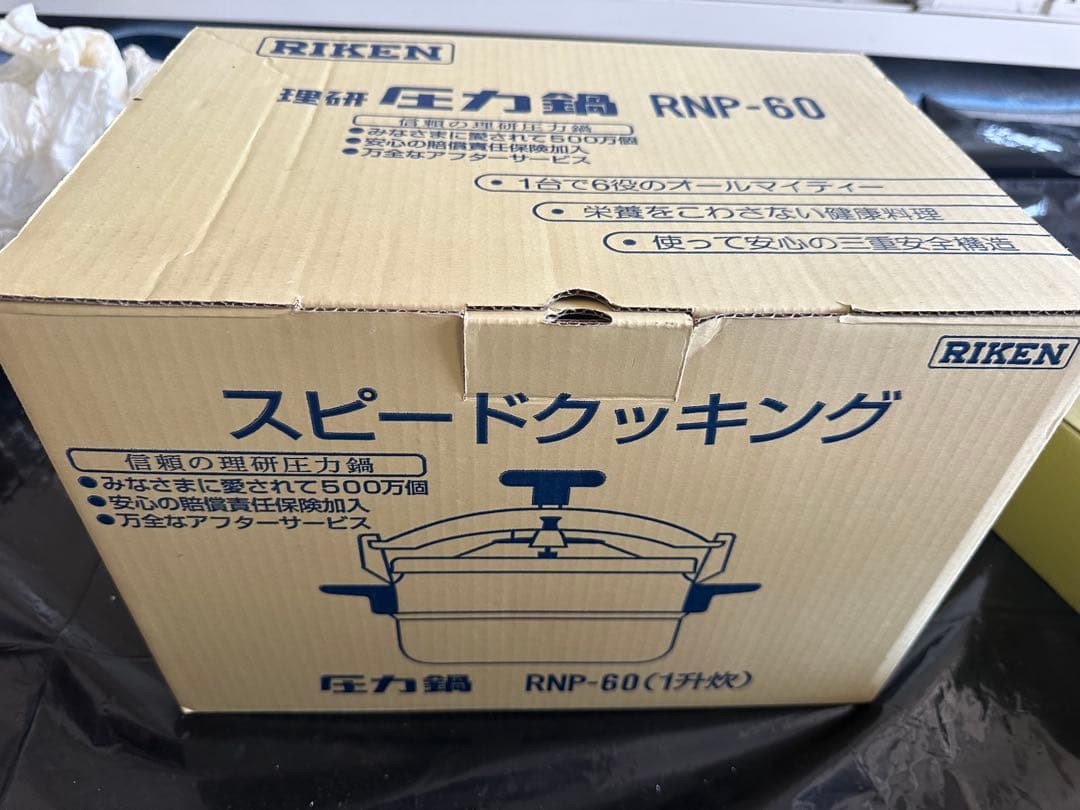 RIKEN
理研 圧力鍋 RNP-60
信頼の理研圧力鍋
●みなさまに愛されて500万個
●安心の賠償責任保険加入
●万全なアフターサービス
●1台で6役のオールマイティー
●栄養をこわさない健康料理
●使って安心の三重安全構造
RIKEN
スピードクッキング
信頼の理研圧力鍋
●みなさまに愛されて500万個
●安心の賠償責任保険加入
●万全なアフターサービス
圧力鍋 RNP-60(1升炊)